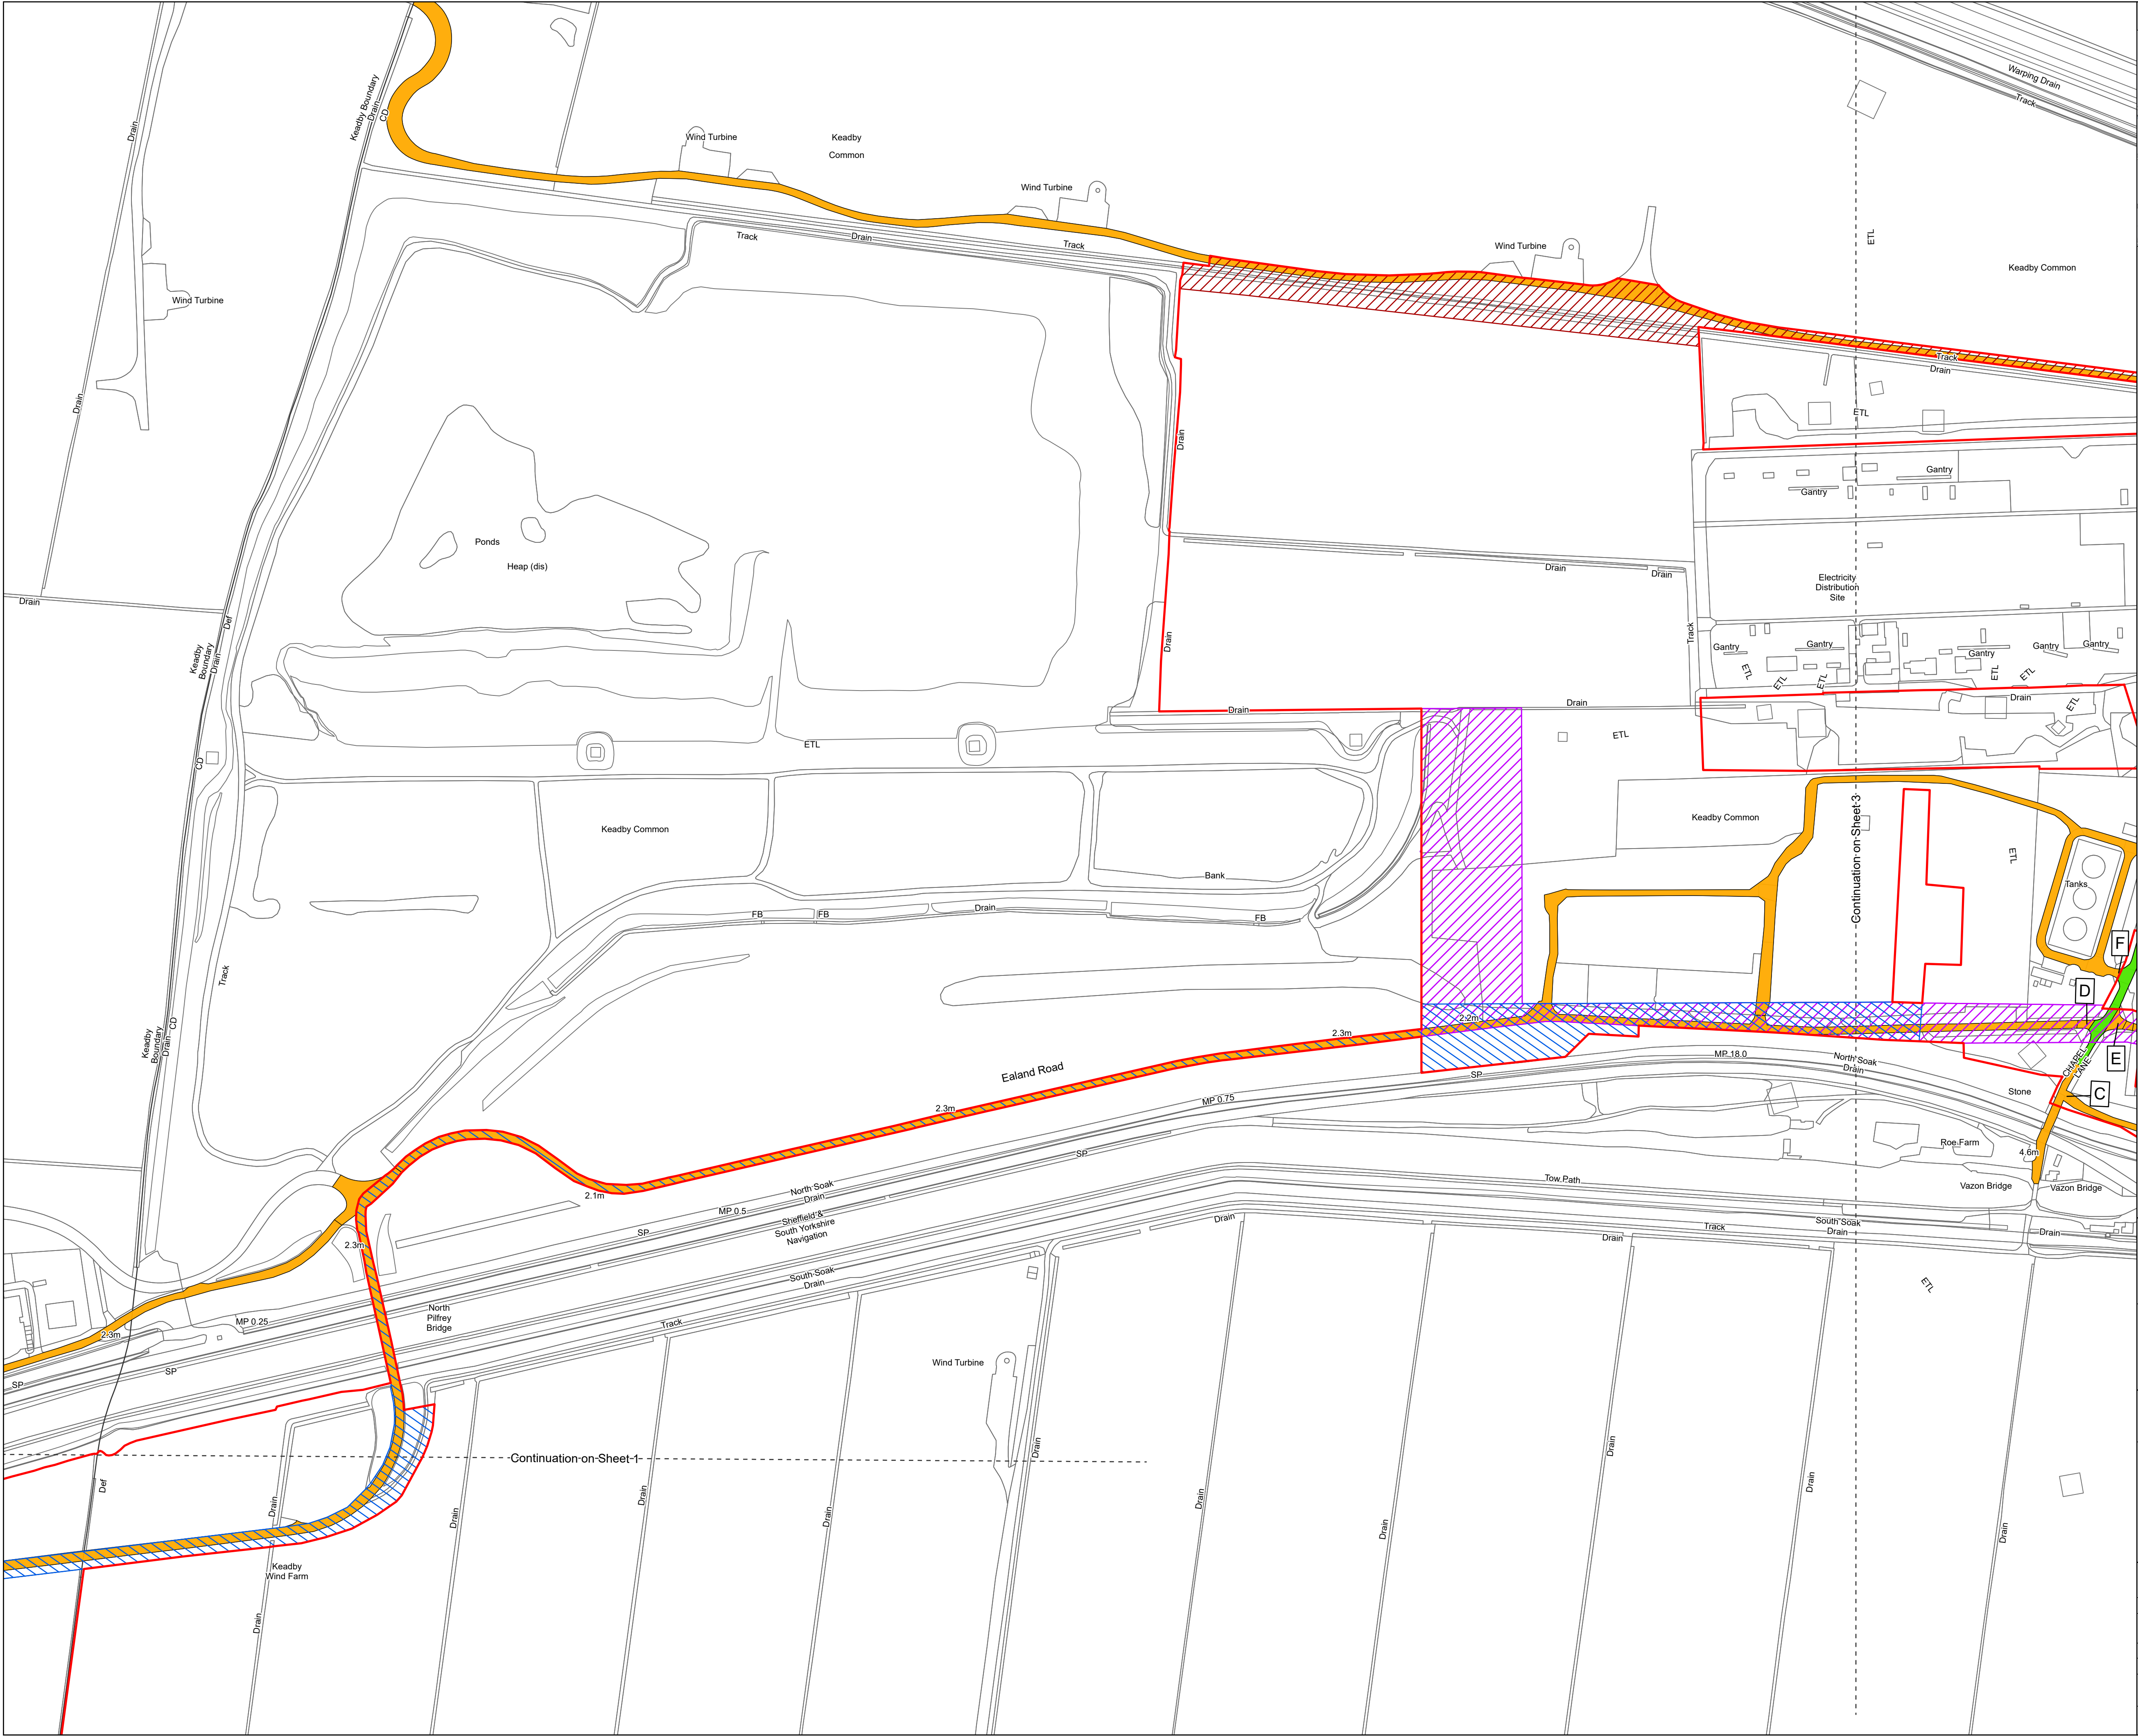 Warping Drain
Track
Keadby Boundary
Drain
CD
Drain
Wind Turbine
Keadby
Common
Wind Turbine
Track
Drain
Track
Wind Turbine
ETL
Keadby Common
Wind Turbine
Track
Drain
ETL
Drain
Drain
Gantry
Gantry
Ponds
Heap (dis)
Drain
Drain
Electricity
Distribution
Site
Drain
Def
Keadby
Boundary
Drain
Drain
Track
Gantry
Gantry
Gantry
Gantry
Gantry
ETL
ETL
ETL
ETL
ETL
ETL
Drain
Drain
Drain
ETL
ETL
CD
Keadby Common
Keadby Common
Continuation on Sheet 3
ETL
Bank
Tanks
FB
FB
Drain
FB
F
D
E
C
Track
Keadby
Boundary
Drain
CD
2.2m
2.3m
Ealand Road
MP 18.0
North Soak
Drain
CHAPEL
LANE
Stone
SP
MP 0.75
2.3m
Roe Farm
4.6m
SP
Tow Path
Vazon Bridge
Vazon Bridge
2.1m
North Soak
Drain
MP 0.5
Sheffield &
South Yorkshire
Navigation
SP
Drain
Track
South Soak
Drain
Drain
Drain
2.3m
South Soak
Drain
ETL
North
Pilfrey
Bridge
MP 0.25
Track
2.3m
SP
SP
Wind Turbine
Continuation on Sheet 1
Drain
Def
Drain
Drain
Drain
Drain
Drain
Drain
Drain
Drain
Drain
Keadby
Wind Farm
Drain